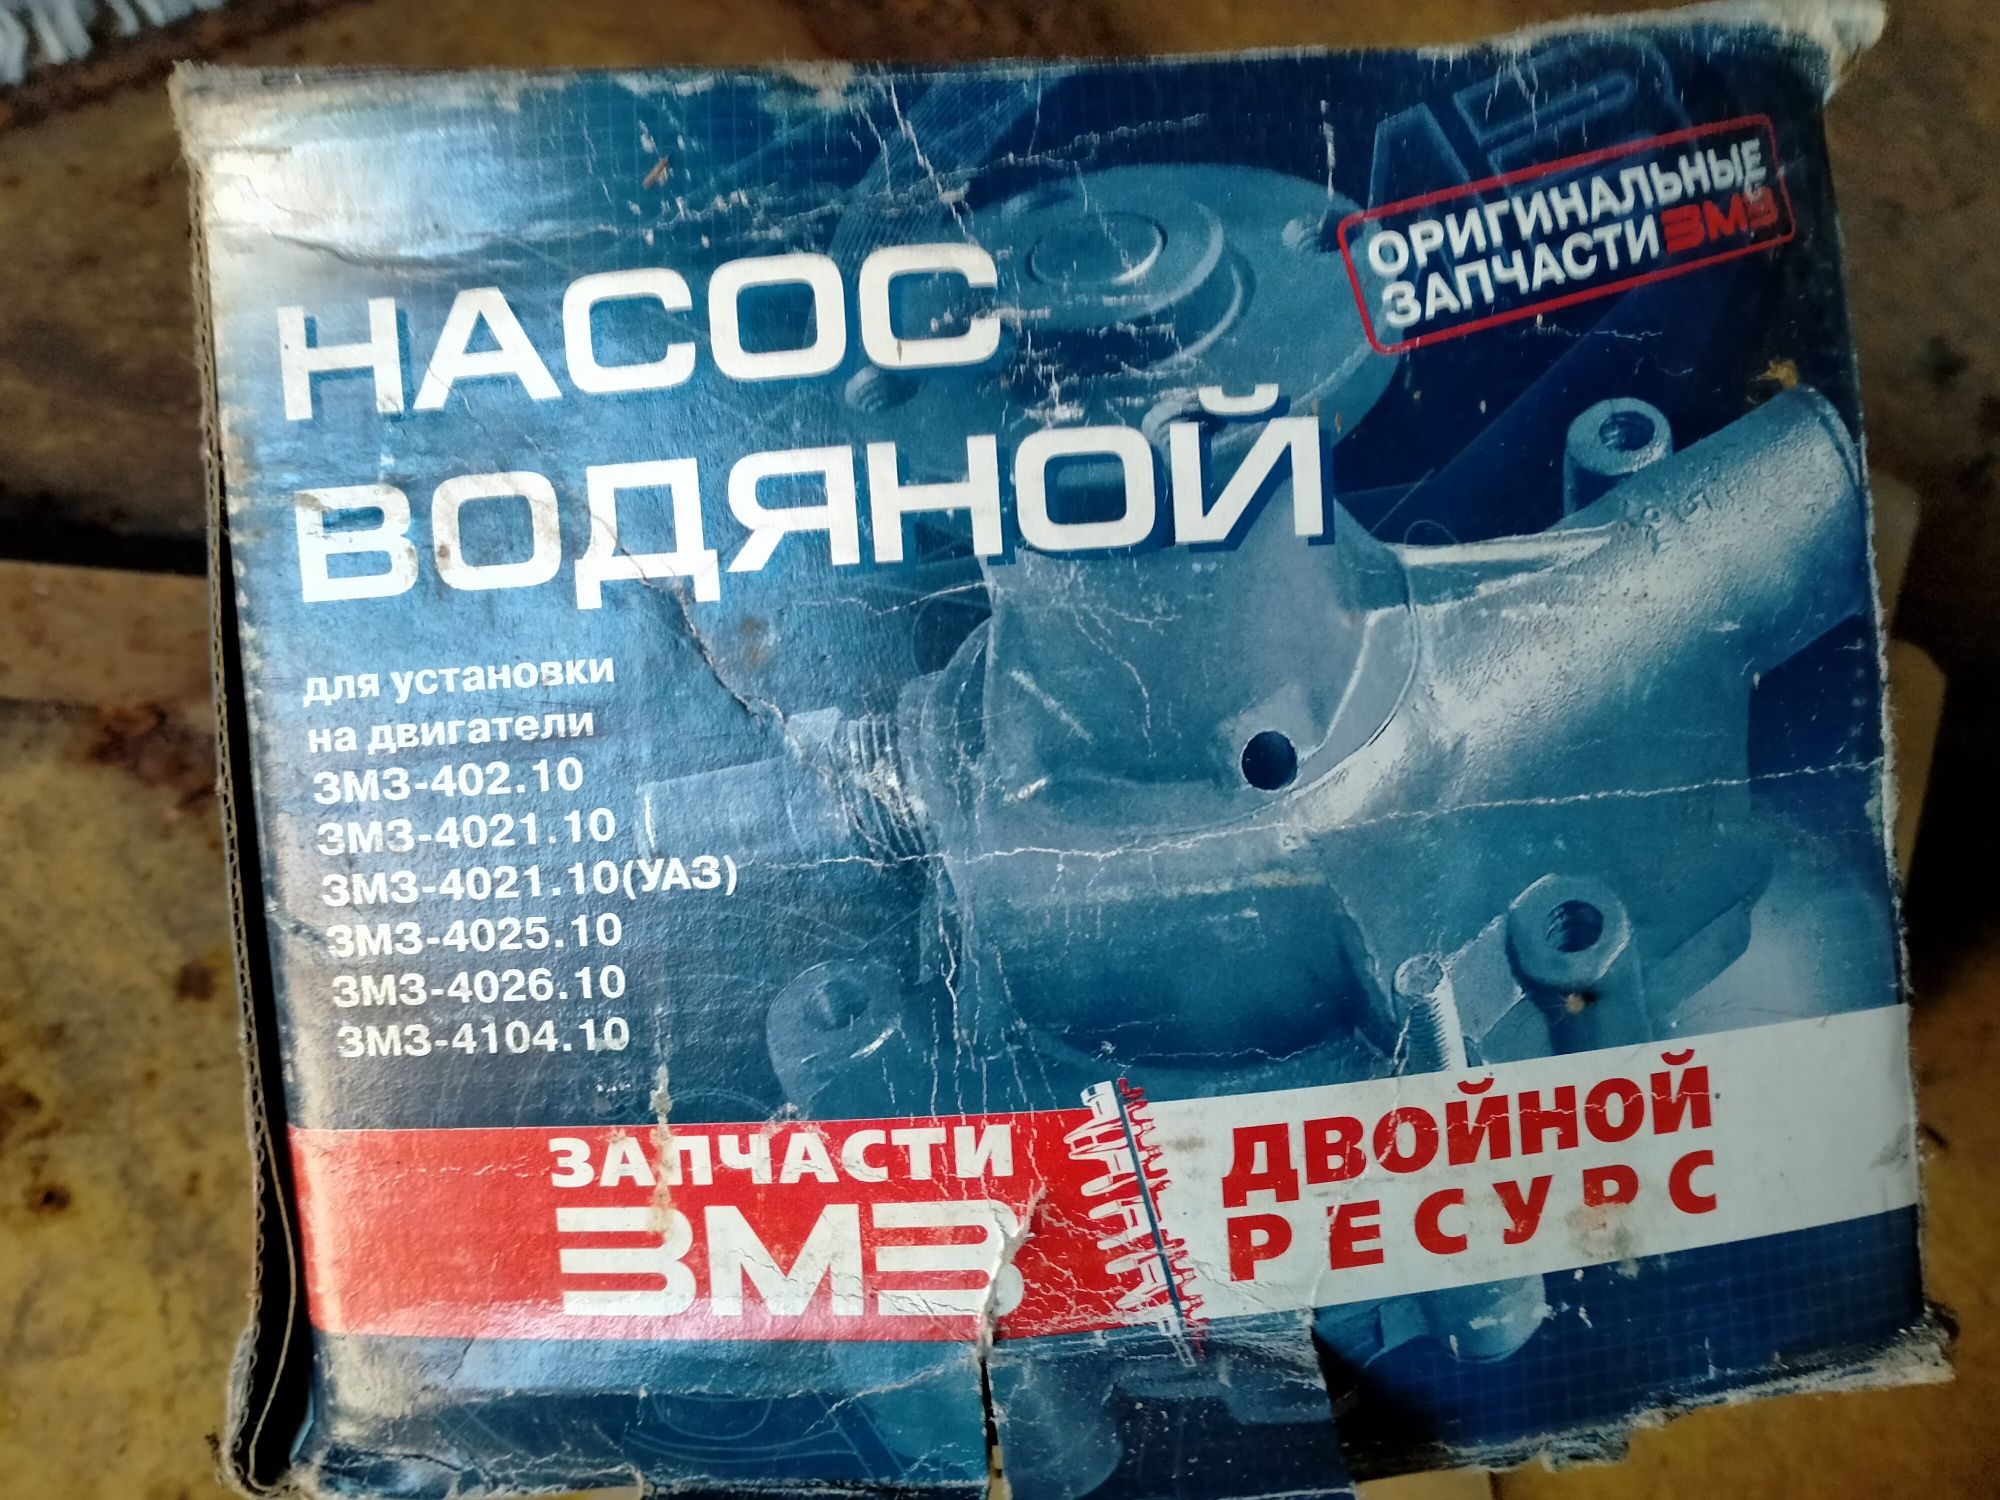 ОРИГИНАЛЬНЫЕ
ЗАПЧАСТИ ЗМЗ
НАСОС
ВОДЯНОЙ
для установки
на двигатели
ЗМЗ-402.10
ЗМЗ-4021.10
ЗМЗ-4021.10(УАЗ)
ЗМЗ-4025.10
ЗМЗ-4026.10
ЗМЗ-4104.10
ЗАПЧАСТИ
ЗМЗ
ДВОЙНОЙ
РЕСУРС